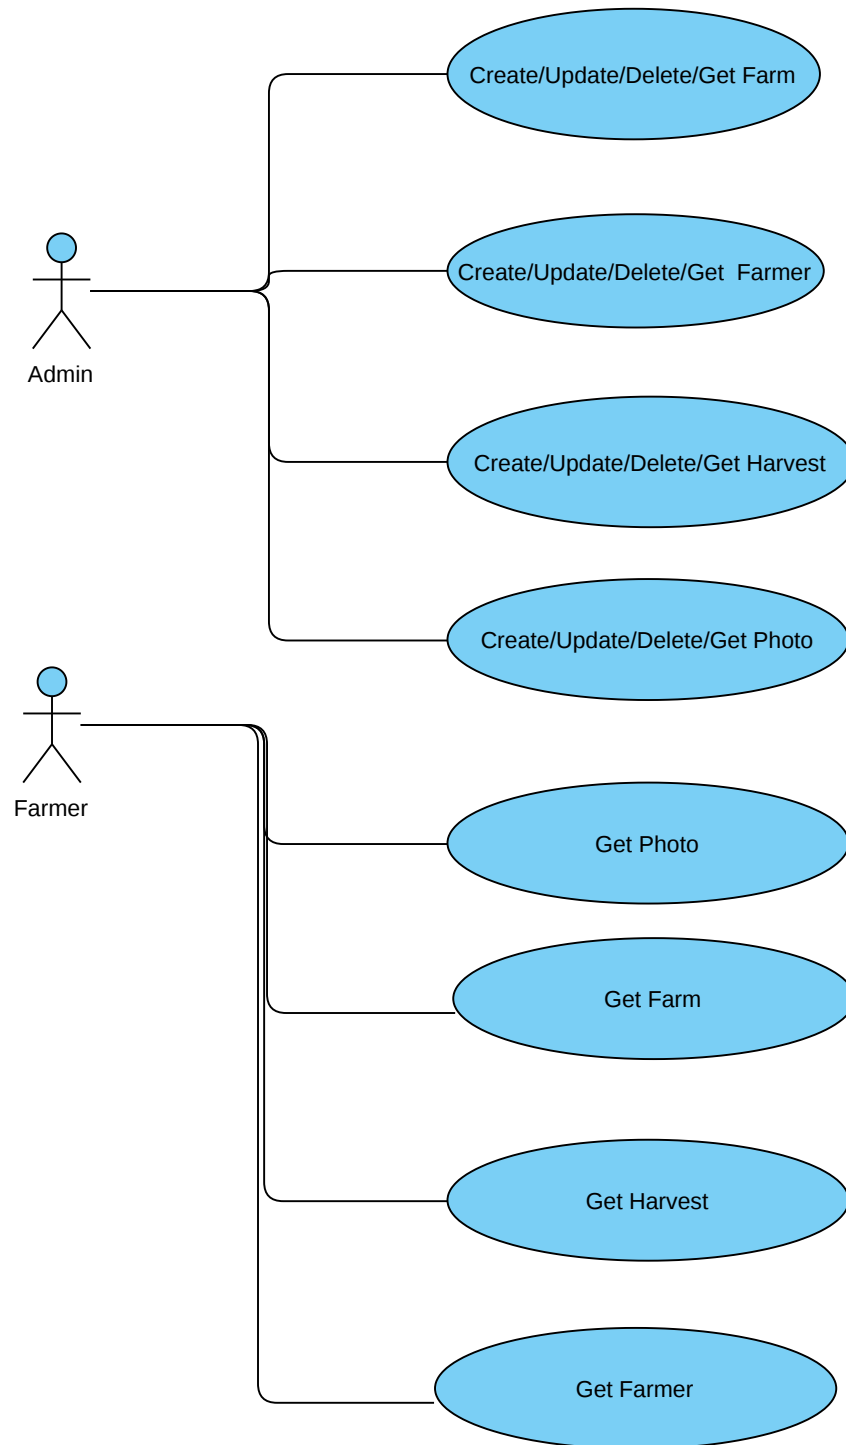 Create/Update/Delete/Get Farm
Create/Update/Delete/Get  Farmer
Admin
Create/Update/Delete/Get Harvest
Create/Update/Delete/Get Photo
Farmer
Get Photo
Get Farm
Get Harvest
Get Farmer